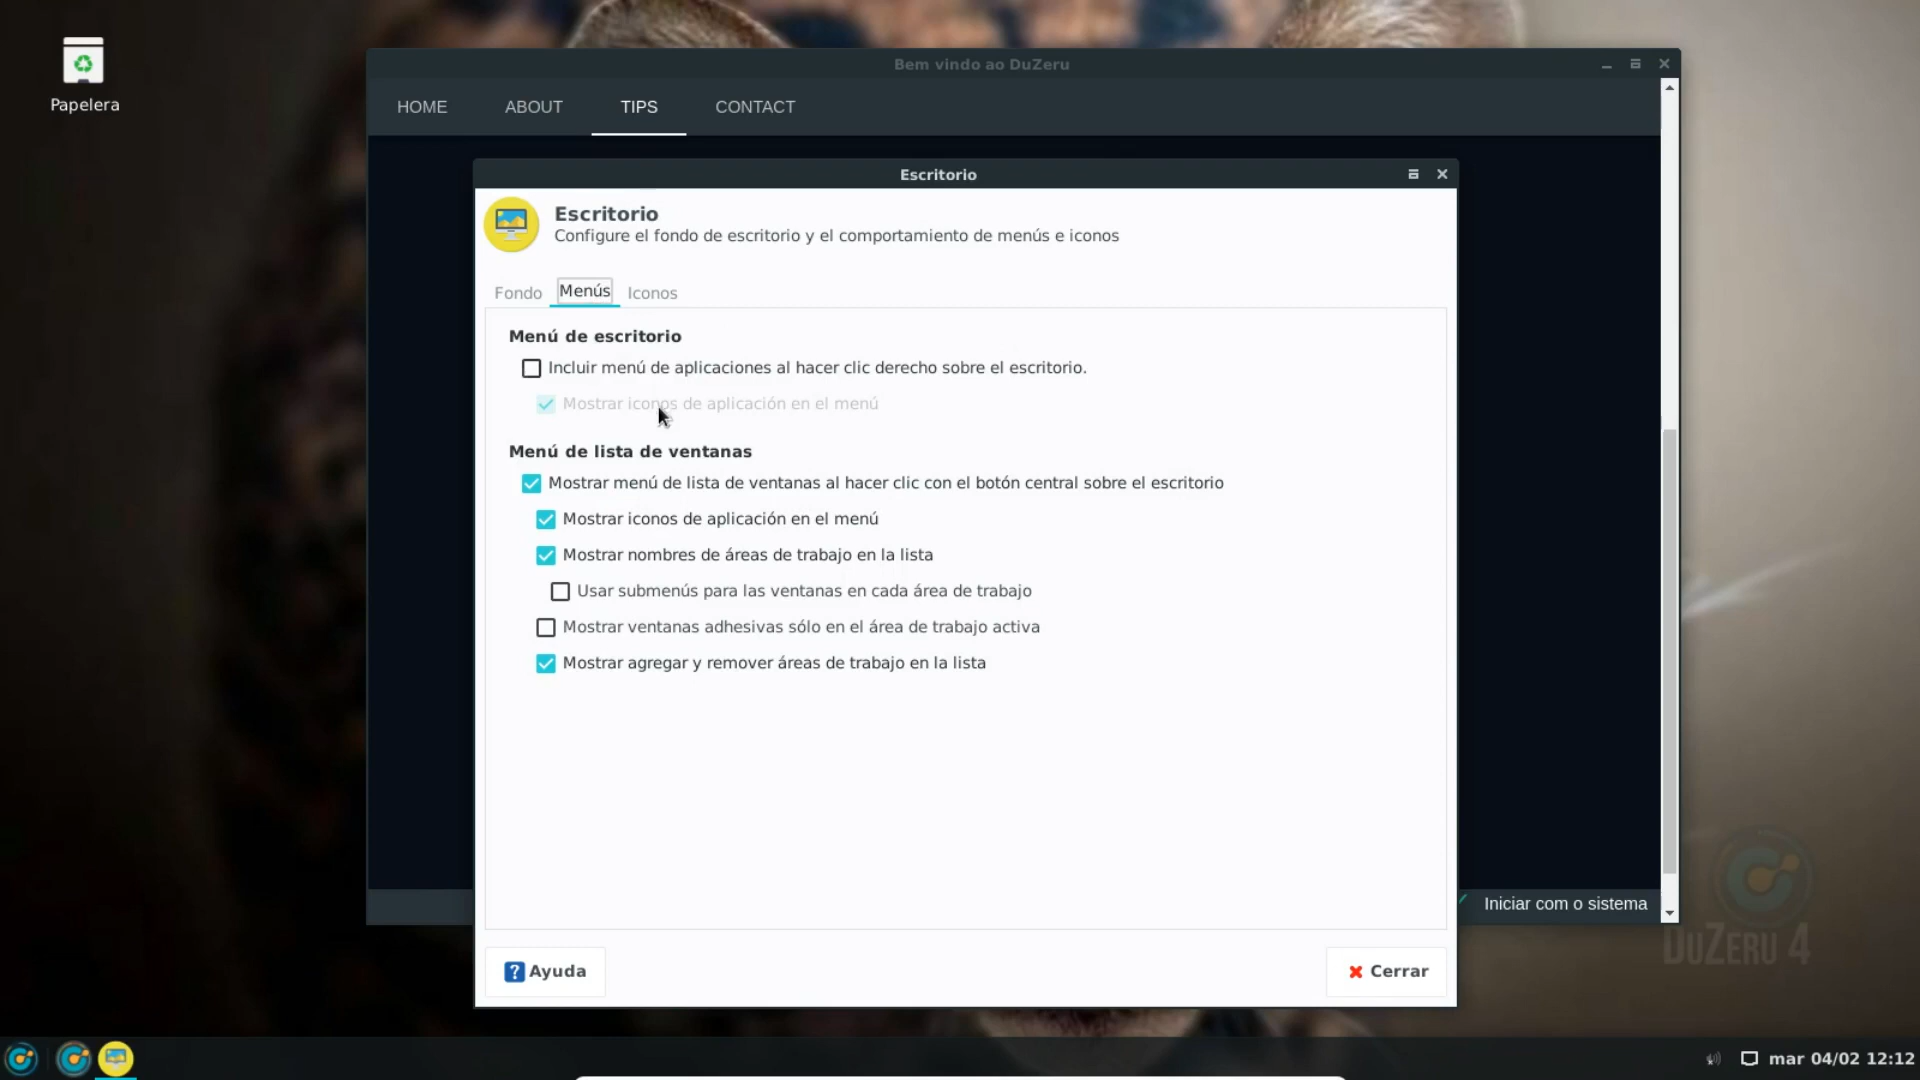 Papelera
Bem vindo ao DuZeru
HOME ABOUT TIPS CONTACT
Escritorio
Escritorio
Configure el fondo de escritorio y el comportamiento de menús e iconos
Fondo Menús Iconos
Menú de escritorio
Incluir menú de aplicaciones al hacer clic derecho sobre el escritorio.
Mostrar iconos de aplicación en el menú
Menú de lista de ventanas
Mostrar menú de lista de ventanas al hacer clic con el botón central sobre el escritorio
Mostrar iconos de aplicación en el menú
Mostrar nombres de áreas de trabajo en la lista
Usar submenús para las ventanas en cada área de trabajo
Mostrar ventanas adhesivas sólo en el área de trabajo activa
Mostrar agregar y remover áreas de trabajo en la lista
Iniciar com o sistema
DUZERU 4
? Ayuda
Cerrar
mar 04/02 12:12